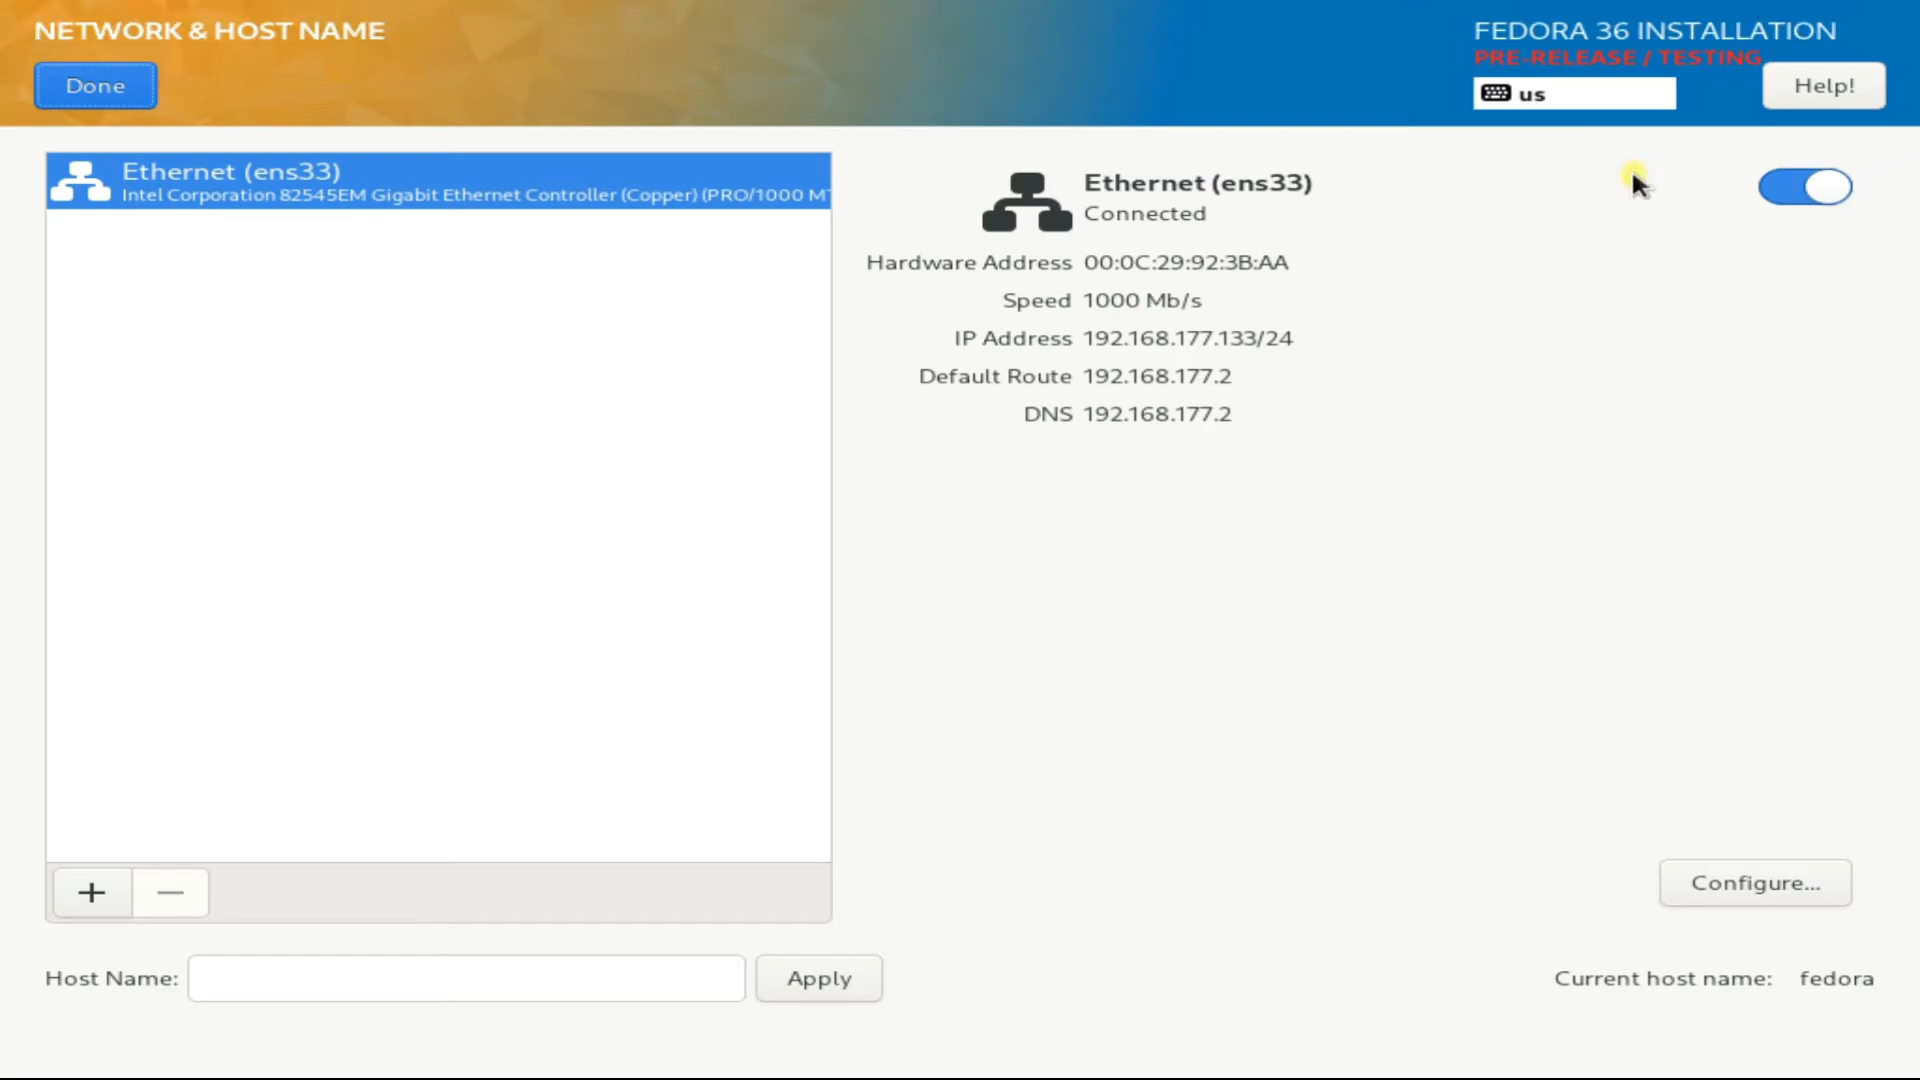 NETWORK & HOST NAME
Done
FEDORA 36 INSTALLATION
PRE-RELEASE / TESTING
us
Help!
Ethernet (ens33)
Intel Corporation 82545EM Gigabit Ethernet Controller (Copper) (PRO/1000 M
Ethernet (ens33)
Connected
Hardware Address 00:0C:29:92:3B:AA
Speed 1000 Mb/s
IP Address 192.168.177.133/24
Default Route 192.168.177.2
DNS 192.168.177.2
Configure...
Host Name:
Apply
Current host name: fedora